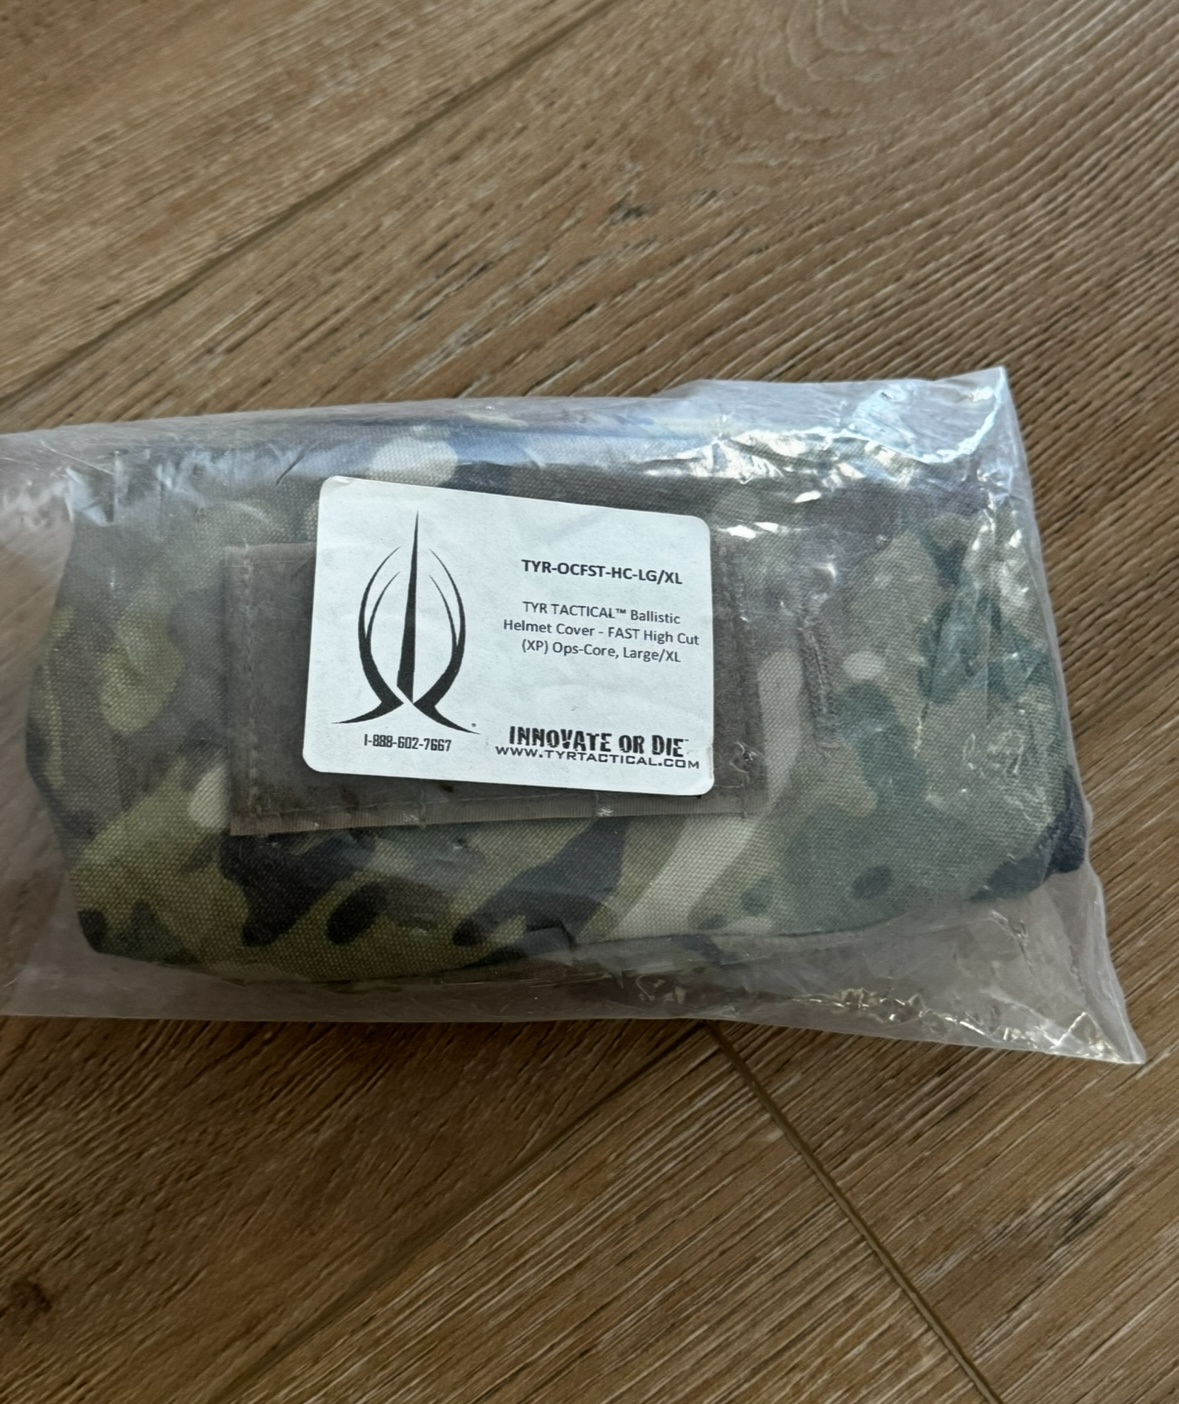 TYR-OCFST-HC-LG/XL
TYR TACTICAL™ Ballistic
Helmet Cover - FAST High Cut
(XP) Ops-Core, Large/XL
1-888-602-7667
INNOVATE OR DIE™
WWW.TYRTACTICAL.COM